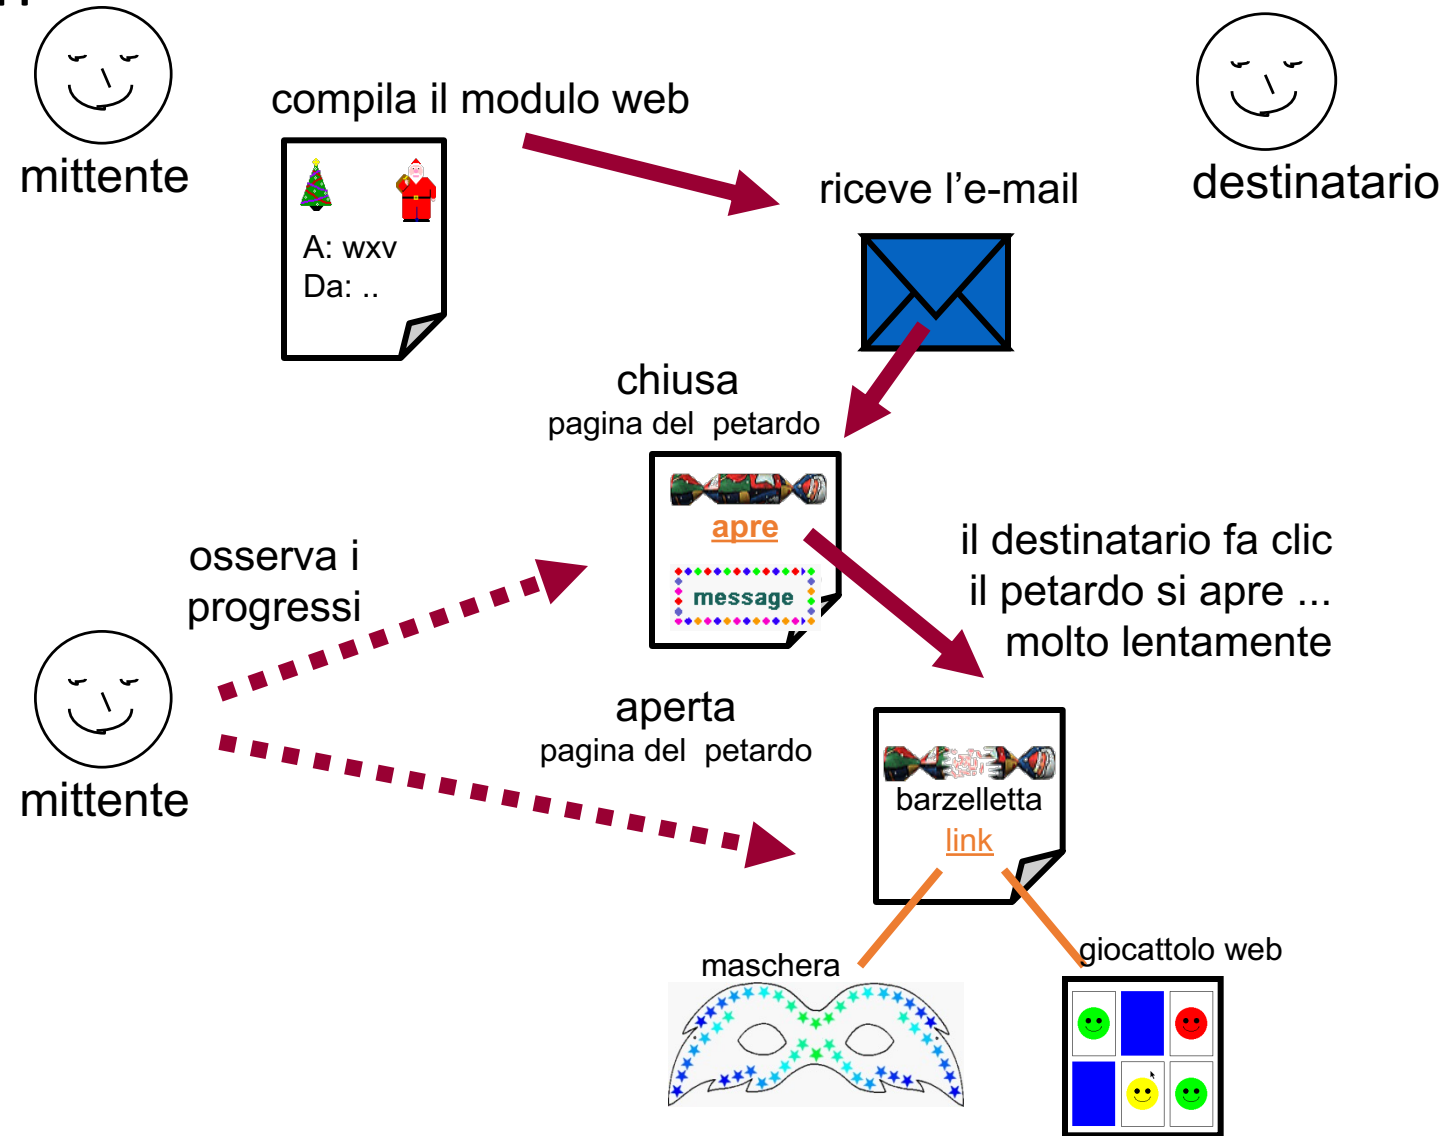 mittente
compila il modulo web
destinatario
riceve l’e-mail
A: wxv
Da: ..
chiusa
pagina del petardo
apre
message
osserva i
progressi
il destinatario fa clic
il petardo si apre ...
molto lentamente
mittente
aperta
pagina del petardo
barzelletta
link
maschera
giocattolo web